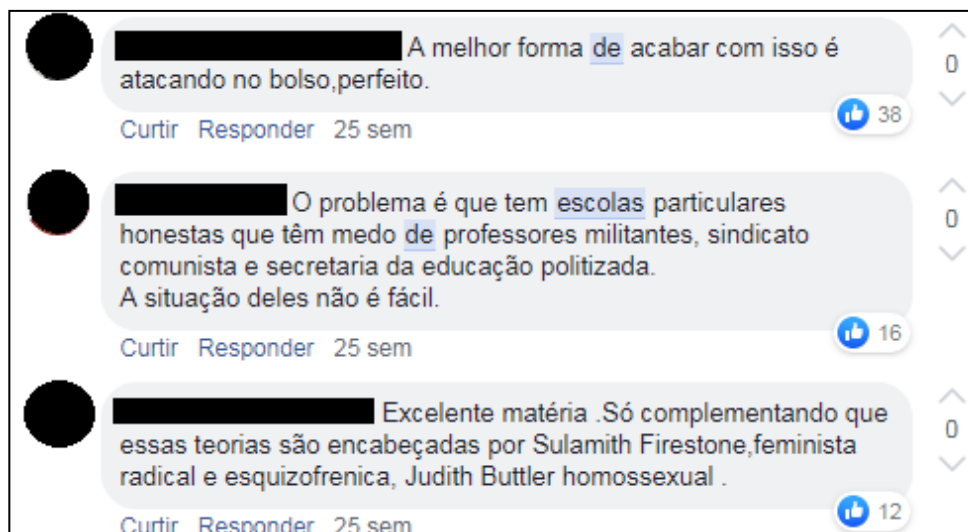 A melhor forma de acabar com isso é
atacando no bolso,perfeito.
0
38
Curtir Responder 25 sem
O problema é que tem escolas particulares
honestas que têm medo de professores militantes, sindicato
comunista e secretaria da educação politizada.
A situação deles não é fácil.
0
16
Curtir Responder 25 sem
Excelente matéria .Só complementando que
essas teorias são encabeçadas por Sulamith Firestone,feminista
radical e esquizofrenica, Judith Buttler homossexual .
0
12
Curtir Responder 25 sem